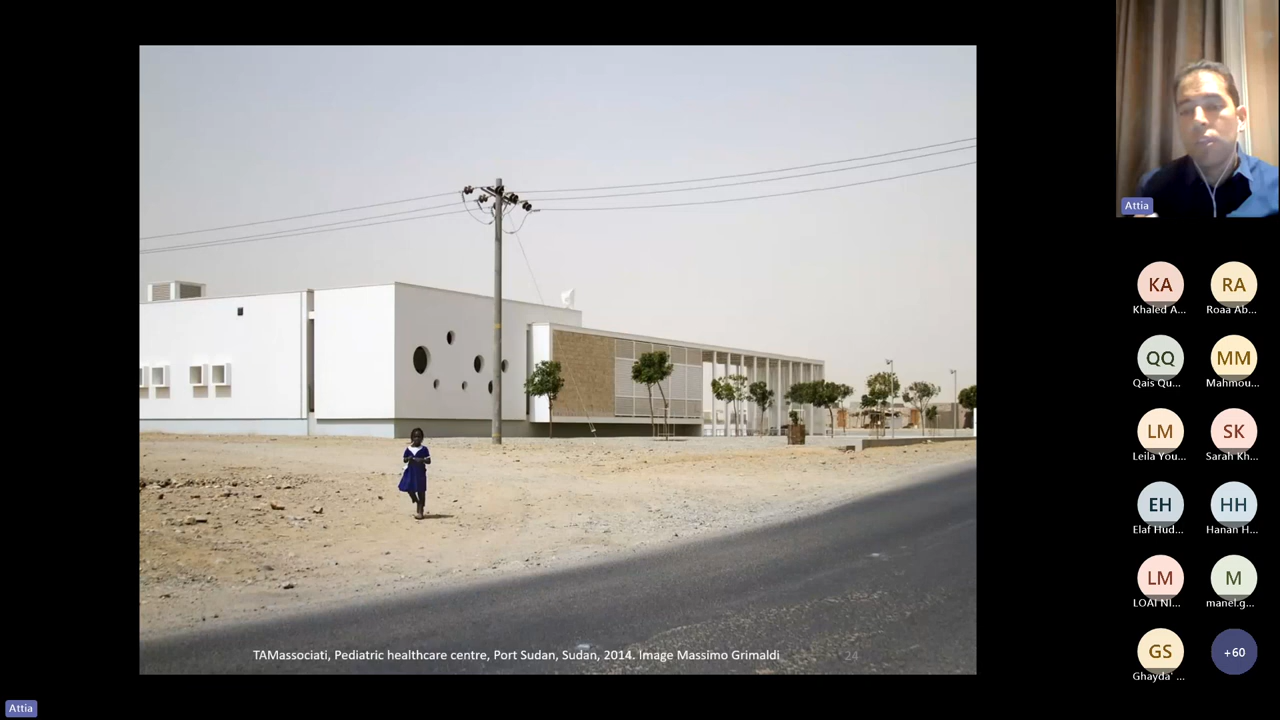 TAMassociati, Pediatric healthcare centre, Port Sudan, Sudan, 2014. Image Massimo Grimaldi
24
Attia
KA
RA
Khaled A...
Roaa Ab...
QQ
MM
Qais Qu...
Mahmou...
LM
SK
Leila You...
Sarah Kh...
EH
HH
Elaf Hud...
Hanan H...
LM
M
LOAI NI...
manel.g...
GS
+60
Ghayda' ...
Attia